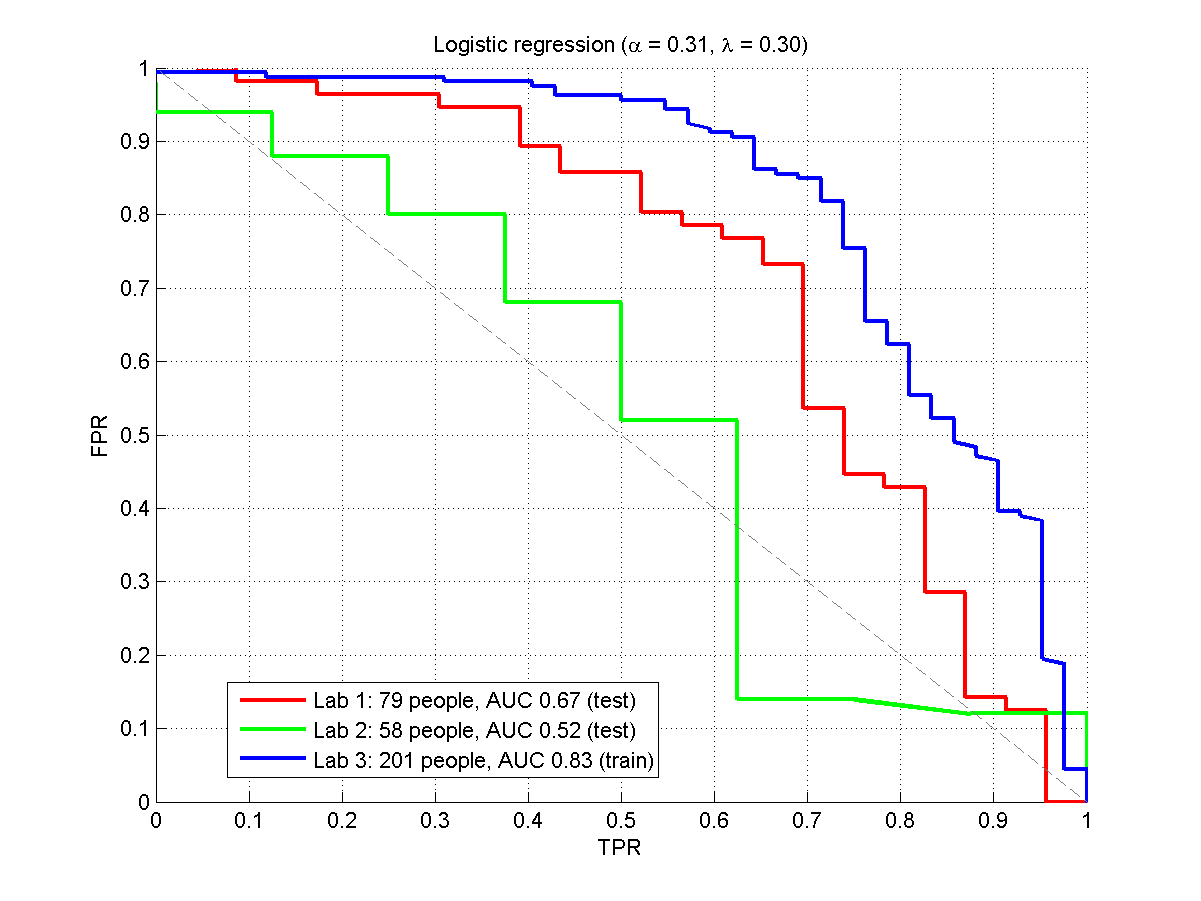 Logistic regression (α = 0.31, λ = 0.30)
1
0.9
0.8
0.7
0.6
0.5
0.4
0.3
0.2
0.1
0
FPR
Lab 1: 79 people, AUC 0.67 (test)
Lab 2: 58 people, AUC 0.52 (test)
Lab 3: 201 people, AUC 0.83 (train)
0 0.1 0.2 0.3 0.4 0.5 0.6 0.7 0.8 0.9 1
TPR